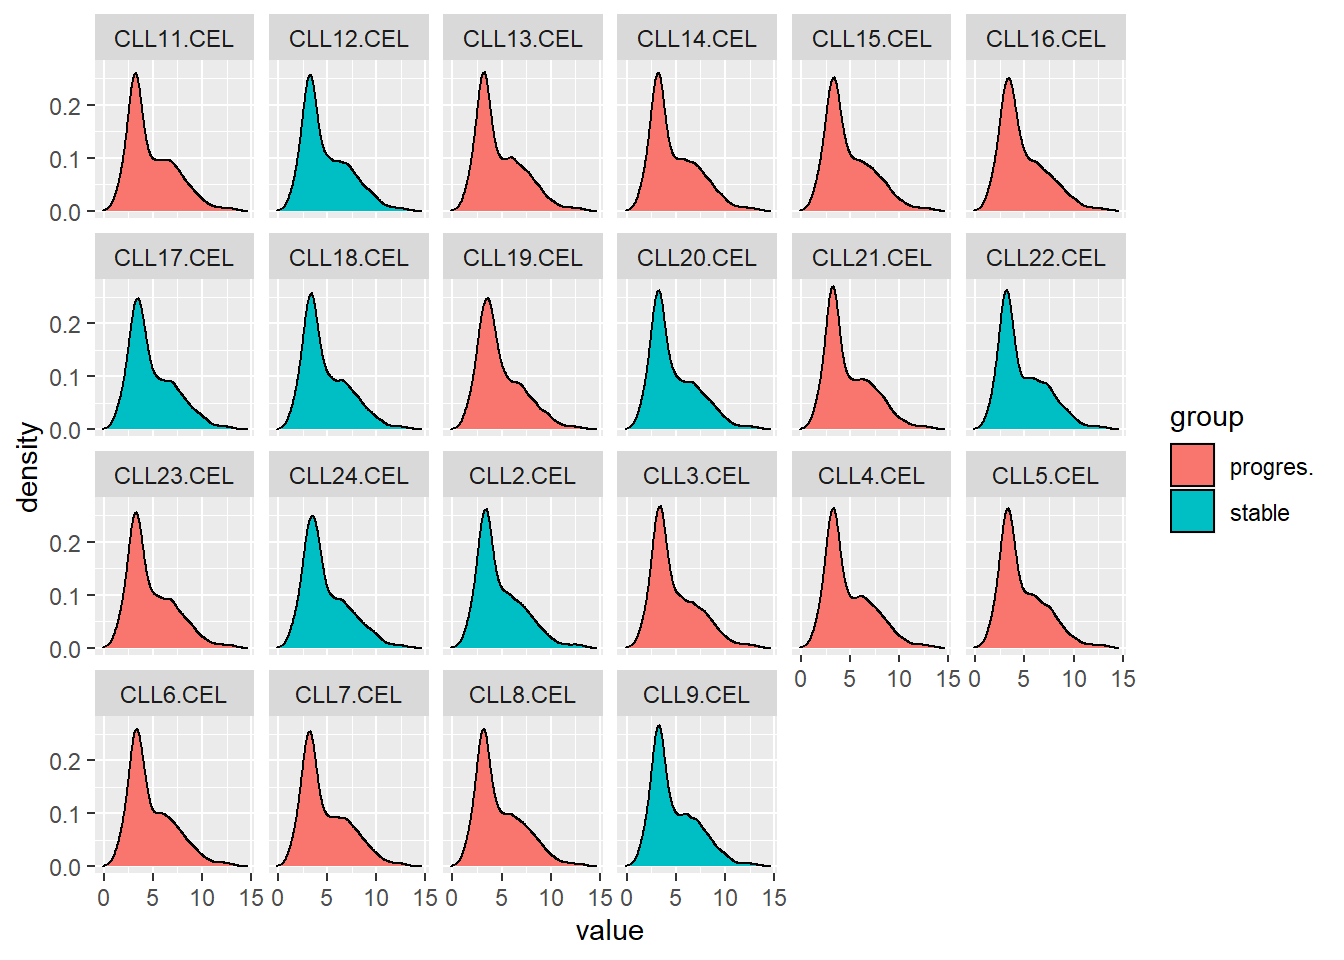 CLL11.CEL CLL12.CEL CLL13.CEL CLL14.CEL CLL15.CEL CLL16.CEL
0.2
0.1
0.0
CLL17.CEL CLL18.CEL CLL19.CEL CLL20.CEL CLL21.CEL CLL22.CEL
0.2
0.1
0.0
CLL23.CEL CLL24.CEL CLL2.CEL CLL3.CEL CLL4.CEL CLL5.CEL
0.2
0.1
0.0
0 5 10 15 0 5 10 15
CLL6.CEL CLL7.CEL CLL8.CEL CLL9.CEL
0.2
0.1
0.0
0 5 10 15 0 5 10 15 0 5 10 15 0 5 10 15
value
density
group
progres.
stable